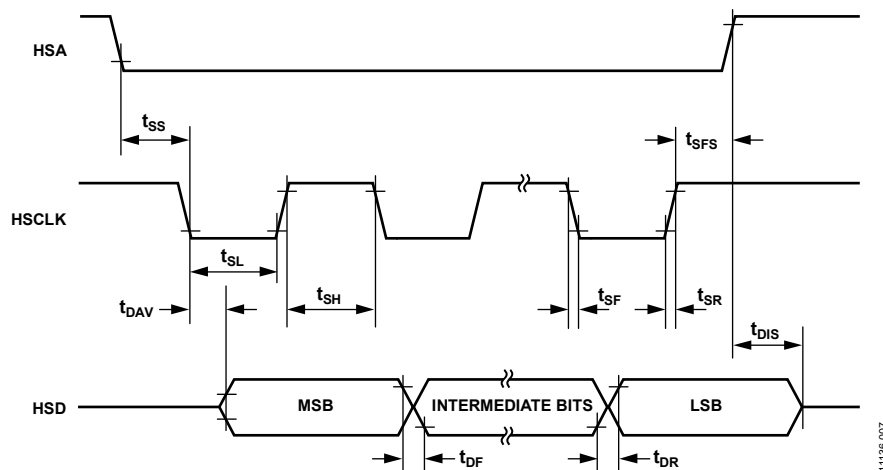 HSA
tSS
tSFS
HSCLK
tSL
tSH
tSF
tSR
tDAV
tDIS
HSD
MSB
INTERMEDIATE BITS
LSB
tDF
tDR
11136-007